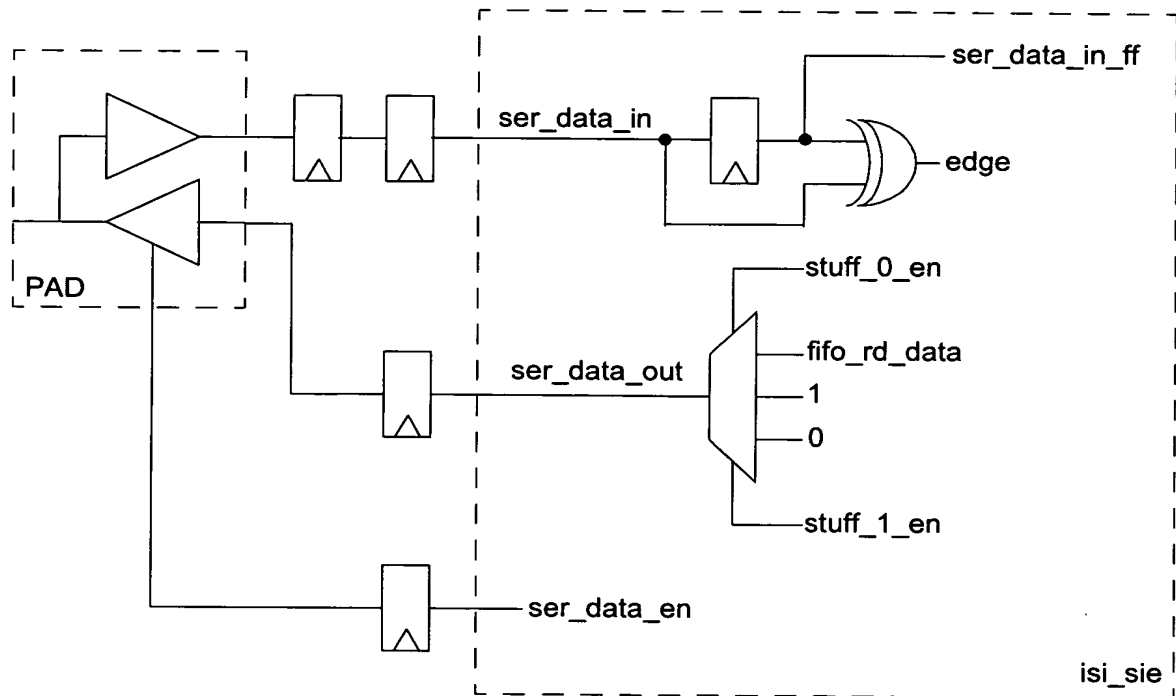 ser_data_in_ff
ser_data_in
edge
PAD
stuff_0_en
fifo_rd_data
ser_data_out
1
0
stuff_1_en
ser_data_en
isi_sie